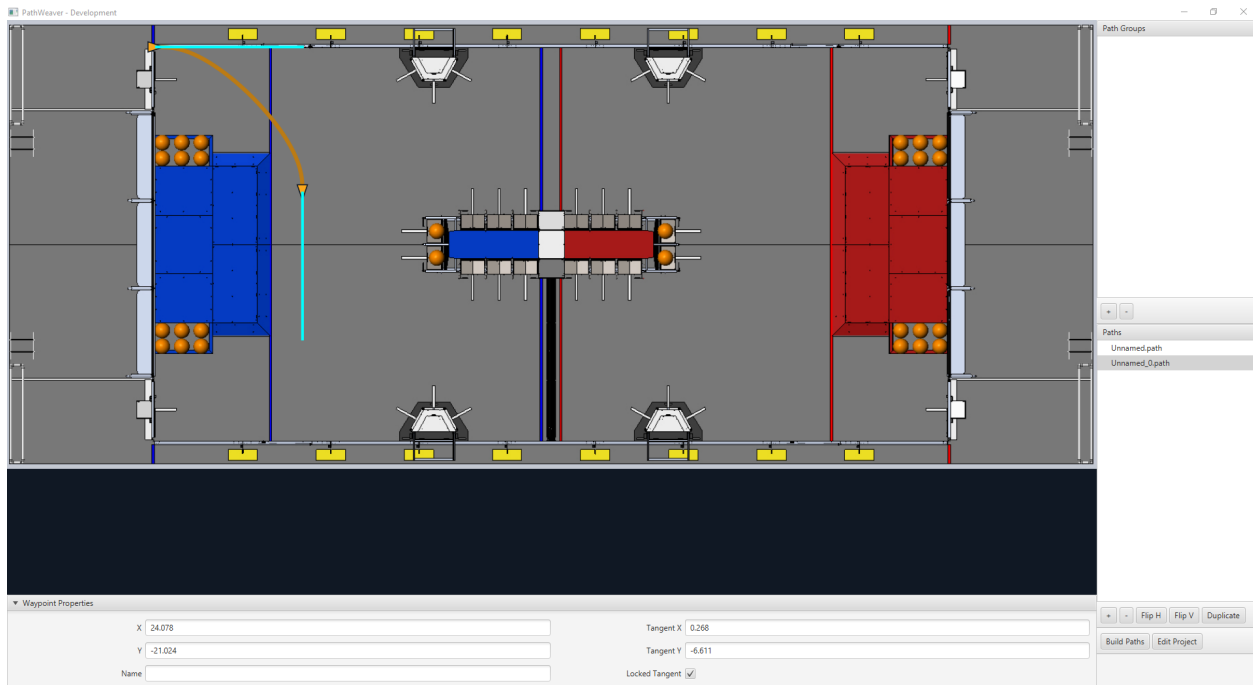 PathWeaver - Development
Path Groups
+ -
Paths
Unnamed.path
Unnamed_0.path
+ - Flip H Flip V Duplicate
Build Paths Edit Project
Waypoint Properties
X 24.078 Tangent X 0.268
Y -21.024 Tangent Y -6.611
Name Locked Tangent